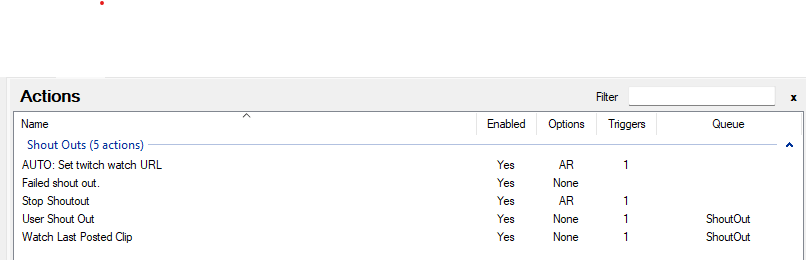 Actions Filter x
Name Enabled Options Triggers Queue
Shout Outs (5 actions)
AUTO: Set twitch watch URL Yes AR 1
Failed shout out. Yes None
Stop Shoutout Yes AR 1
User Shout Out Yes None 1 ShoutOut
Watch Last Posted Clip Yes None 1 ShoutOut